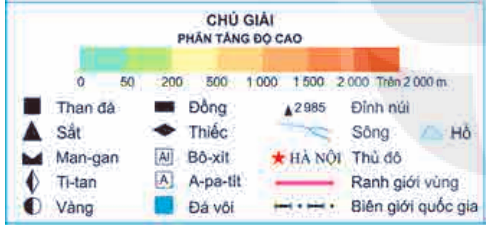 CHÚ GIẢI
PHÂN TẦNG ĐỘ CAO
0 50 200 500 1 000 1 500 2 000 Trên 2 000 m
Than đá Đồng ▲2 985 Đỉnh núi
Sắt Thiếc Sông Hồ
Man-gan Al Bô-xít HÀ NỘI Thủ đô
Ti-tan A A-pa-tít Ranh giới vùng
Vàng Đá vôi Biên giới quốc gia